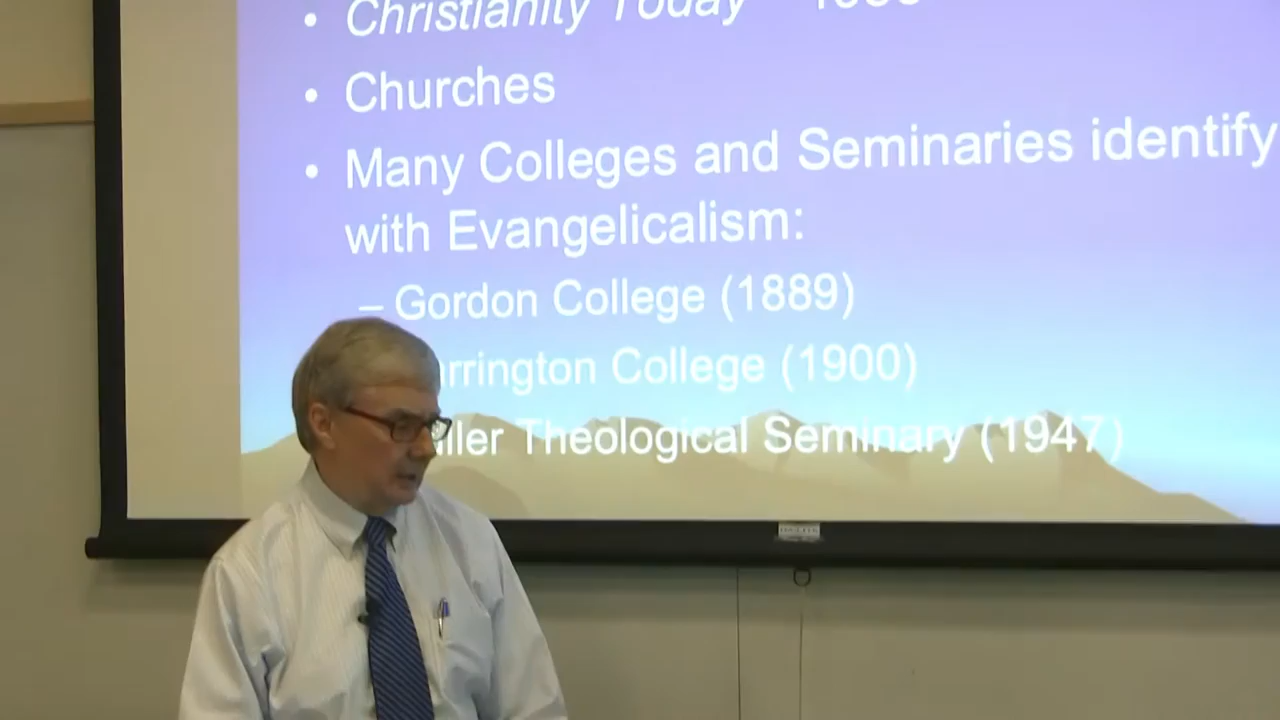 • Christianity Today
• Churches
• Many Colleges and Seminaries identify
with Evangelicalism:
– Gordon College (1889)
rrington College (1900)
ller Theological Seminary (1947)